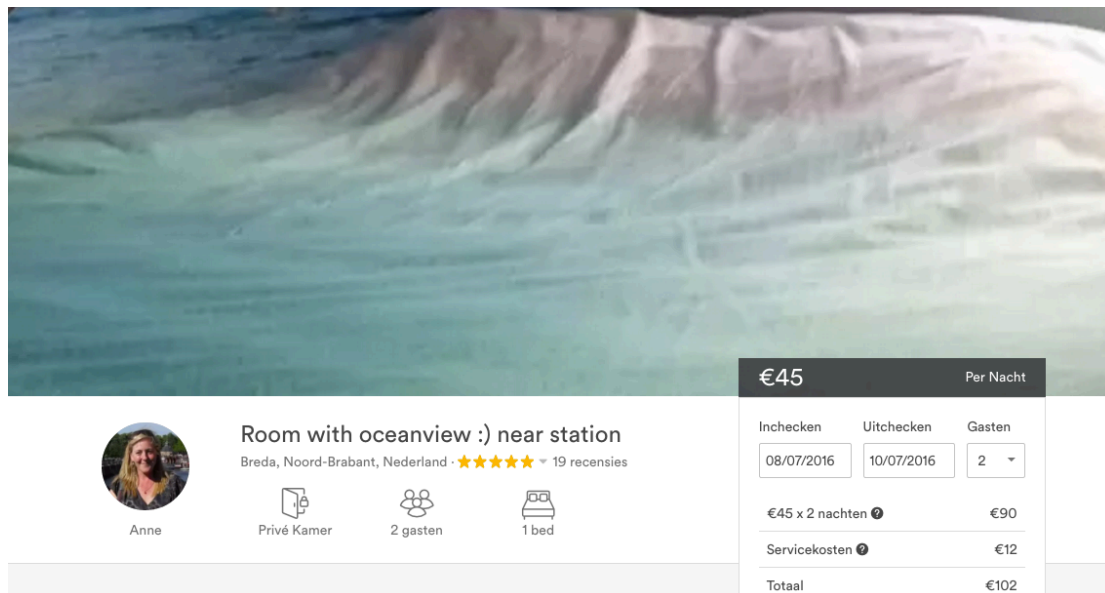 €45 Per Nacht
Room with oceanview :) near station
Breda, Noord-Brabant, Nederland · ★★★★★ 19 recensies
Anne
Privé Kamer
2 gasten
1 bed
Inchecken Uitchecken Gasten
08/07/2016 10/07/2016 2
€45 x 2 nachten ? €90
Servicekosten ? €12
Totaal €102